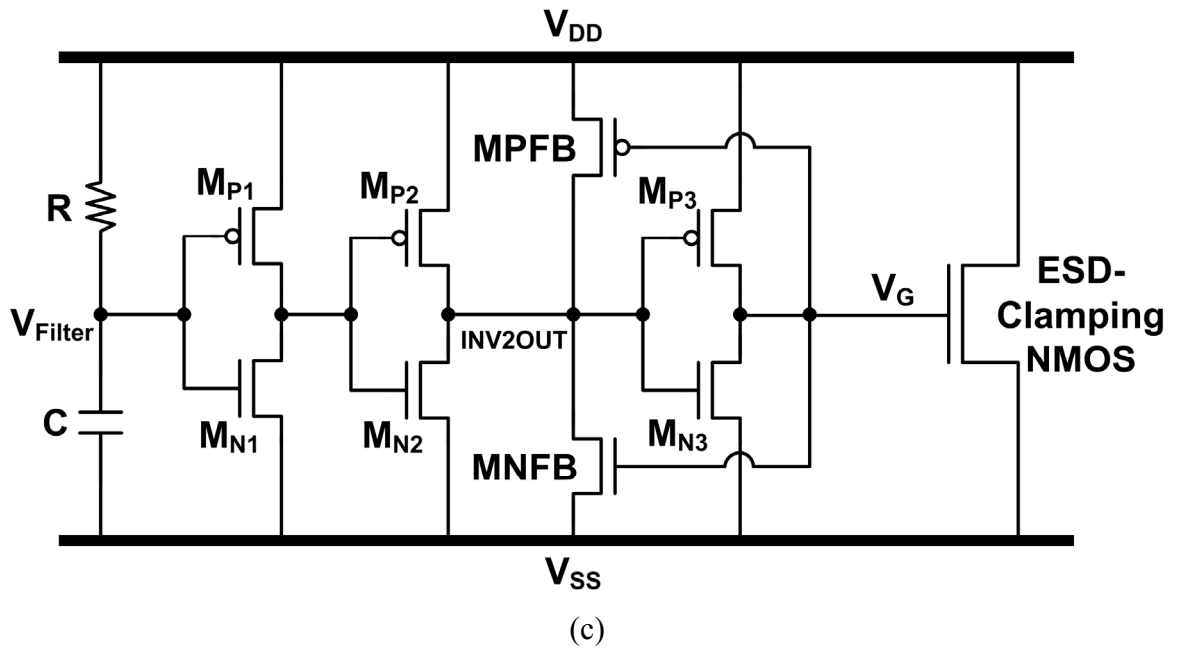 VDD
MPFB
MP1
MP2
MP3
R
VFilter
INV2OUT
VG
ESD-
Clamping
NMOS
C
MN1
MN2
MN3
MNFB
VSS
(c)